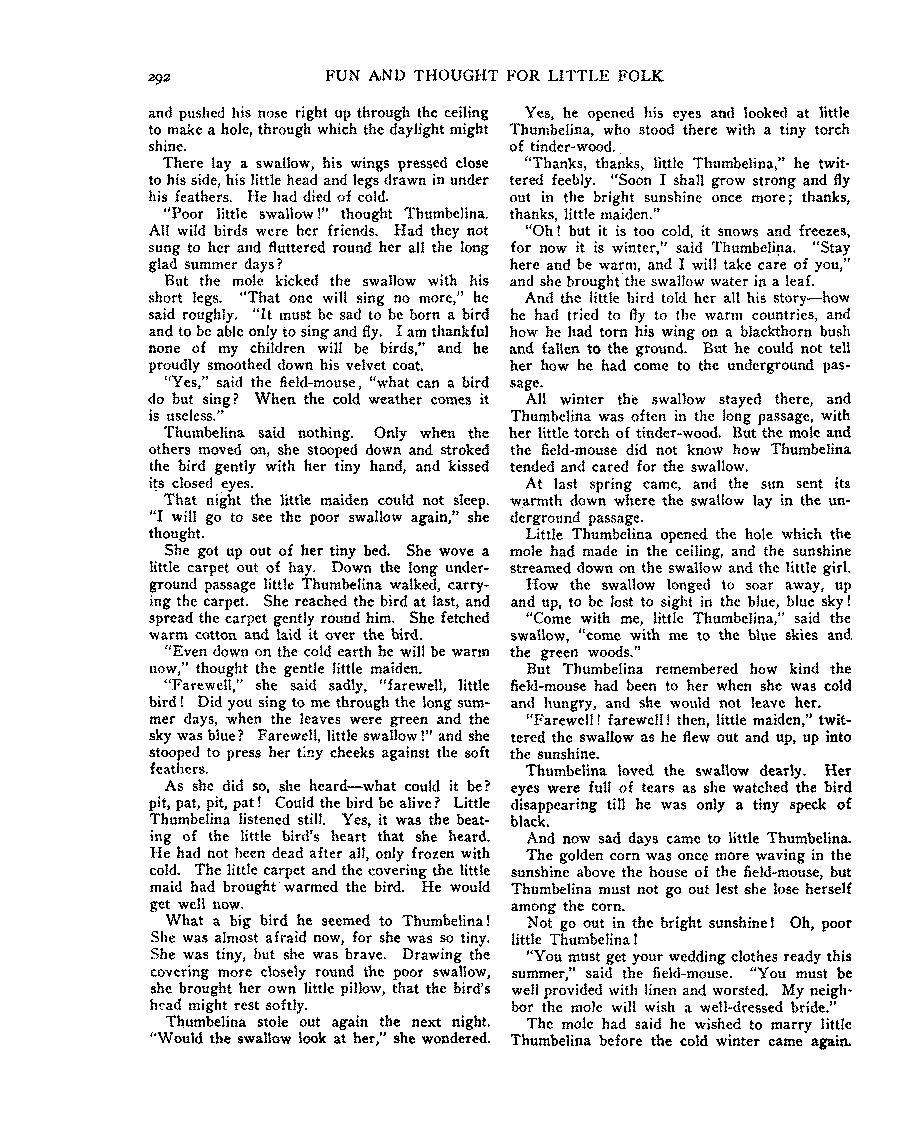 292
FUN AND THOUGHT FOR LITTLE FOLK
and pushed his nose right up through the ceiling
to make a hole, through which the daylight might
shine.
There lay a swallow, his wings pressed close
to his side, his little head and legs drawn in under
his feathers. He had died of cold.
"Poor little swallow!" thought Thumbelina.
All wild birds were her friends. Had they not
sung to her and fluttered round her all the long
glad summer days?
But the mole kicked the swallow with his
short legs. "That one will sing no more," he
said roughly. "It must be sad to be born a bird
and to be able only to sing and fly. I am thankful
none of my children will be birds," and he
proudly smoothed down his velvet coat.
"Yes," said the field-mouse, "what can a bird
do but sing? When the cold weather comes it
is useless."
Thumbelina said nothing. Only when the
others moved on, she stooped down and stroked
the bird gently with her tiny hand, and kissed
its closed eyes.
That night the little maiden could not sleep.
"I will go to see the poor swallow again," she
thought.
She got up out of her tiny bed. She wove a
little carpet out of hay. Down the long under-
ground passage little Thumbelina walked, carry-
ing the carpet. She reached the bird at last, and
spread the carpet gently round him. She fetched
warm cotton and laid it over the bird.
"Even down on the cold earth he will be warm
now," thought the gentle little maiden.
"Farewell," she said sadly, "farewell, little
bird! Did you sing to me through the long sum-
mer days, when the leaves were green and the
sky was blue? Farewell, little swallow!" and she
stooped to press her tiny cheeks against the soft
feathers.
As she did so, she heard—what could it be?
pit, pat, pit, pat! Could the bird be alive? Little
Thumbelina listened still. Yes, it was the beat-
ing of the little bird's heart that she heard.
He had not been dead after all, only frozen with
cold. The little carpet and the covering the little
maid had brought warmed the bird. He would
get well now.
What a big bird he seemed to Thumbelina!
She was almost afraid now, for she was so tiny.
She was tiny, but she was brave. Drawing the
covering more closely round the poor swallow,
she brought her own little pillow, that the bird's
head might rest softly.
Thumbelina stole out again the next night.
"Would the swallow look at her," she wondered.
Yes, he opened his eyes and looked at little
Thumbelina, who stood there with a tiny torch
of tinder-wood.
"Thanks, thanks, little Thumbelina," he twit-
tered feebly. "Soon I shall grow strong and fly
out in the bright sunshine once more; thanks,
thanks, little maiden."
"Oh! but it is too cold, it snows and freezes,
for now it is winter," said Thumbelina. "Stay
here and be warm, and I will take care of you,"
and she brought the swallow water in a leaf.
And the little bird told her all his story—how
he had tried to fly to the warm countries, and
how he had torn his wing on a blackthorn bush
and fallen to the ground. But he could not tell
her how he had come to the underground pas-
sage.
All winter the swallow stayed there, and
Thumbelina was often in the long passage, with
her little torch of tinder-wood. But the mole and
the field-mouse did not know how Thumbelina
tended and cared for the swallow.
At last spring came, and the sun sent its
warmth down where the swallow lay in the un-
derground passage.
Little Thumbelina opened the hole which the
mole had made in the ceiling, and the sunshine
streamed down on the swallow and the little girl.
How the swallow longed to soar away, up
and up, to be lost to sight in the blue, blue sky!
"Come with me, little Thumbelina," said the
swallow, "come with me to the blue skies and
the green woods."
But Thumbelina remembered how kind the
field-mouse had been to her when she was cold
and hungry, and she would not leave her.
"Farewell! farewell! then, little maiden," twit-
tered the swallow as he flew out and up, up into
the sunshine.
Thumbelina loved the swallow dearly. Her
eyes were full of tears as she watched the bird
disappearing till he was only a tiny speck of
black.
And now sad days came to little Thumbelina.
The golden corn was once more waving in the
sunshine above the house of the field-mouse, but
Thumbelina must not go out lest she lose herself
among the corn.
Not go out in the bright sunshine! Oh, poor
little Thumbelina!
"You must get your wedding clothes ready this
summer," said the field-mouse. "You must be
well provided with linen and worsted. My neigh-
bor the mole will wish a well-dressed bride."
The mole had said he wished to marry little
Thumbelina before the cold winter came again.